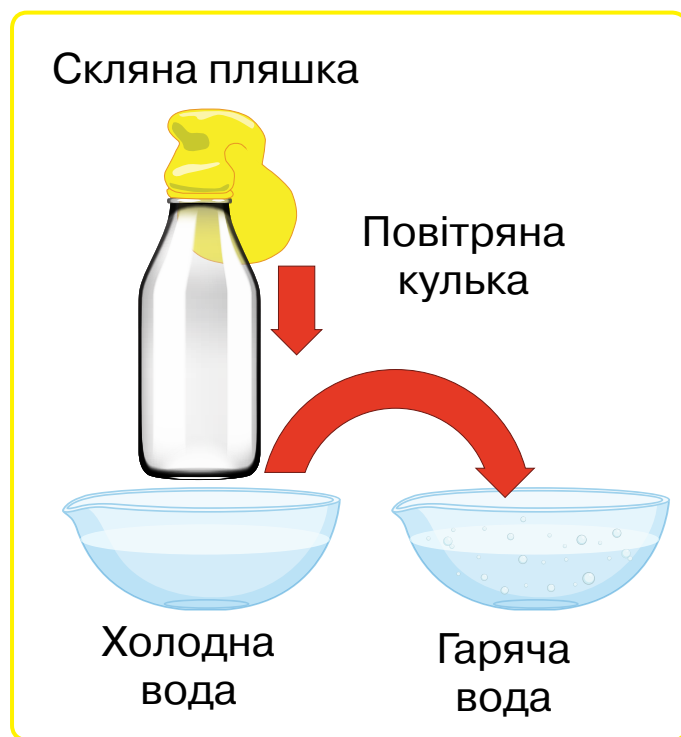 Скляна пляшка
Повітряна
кулька
Холодна
вода
Гаряча
вода